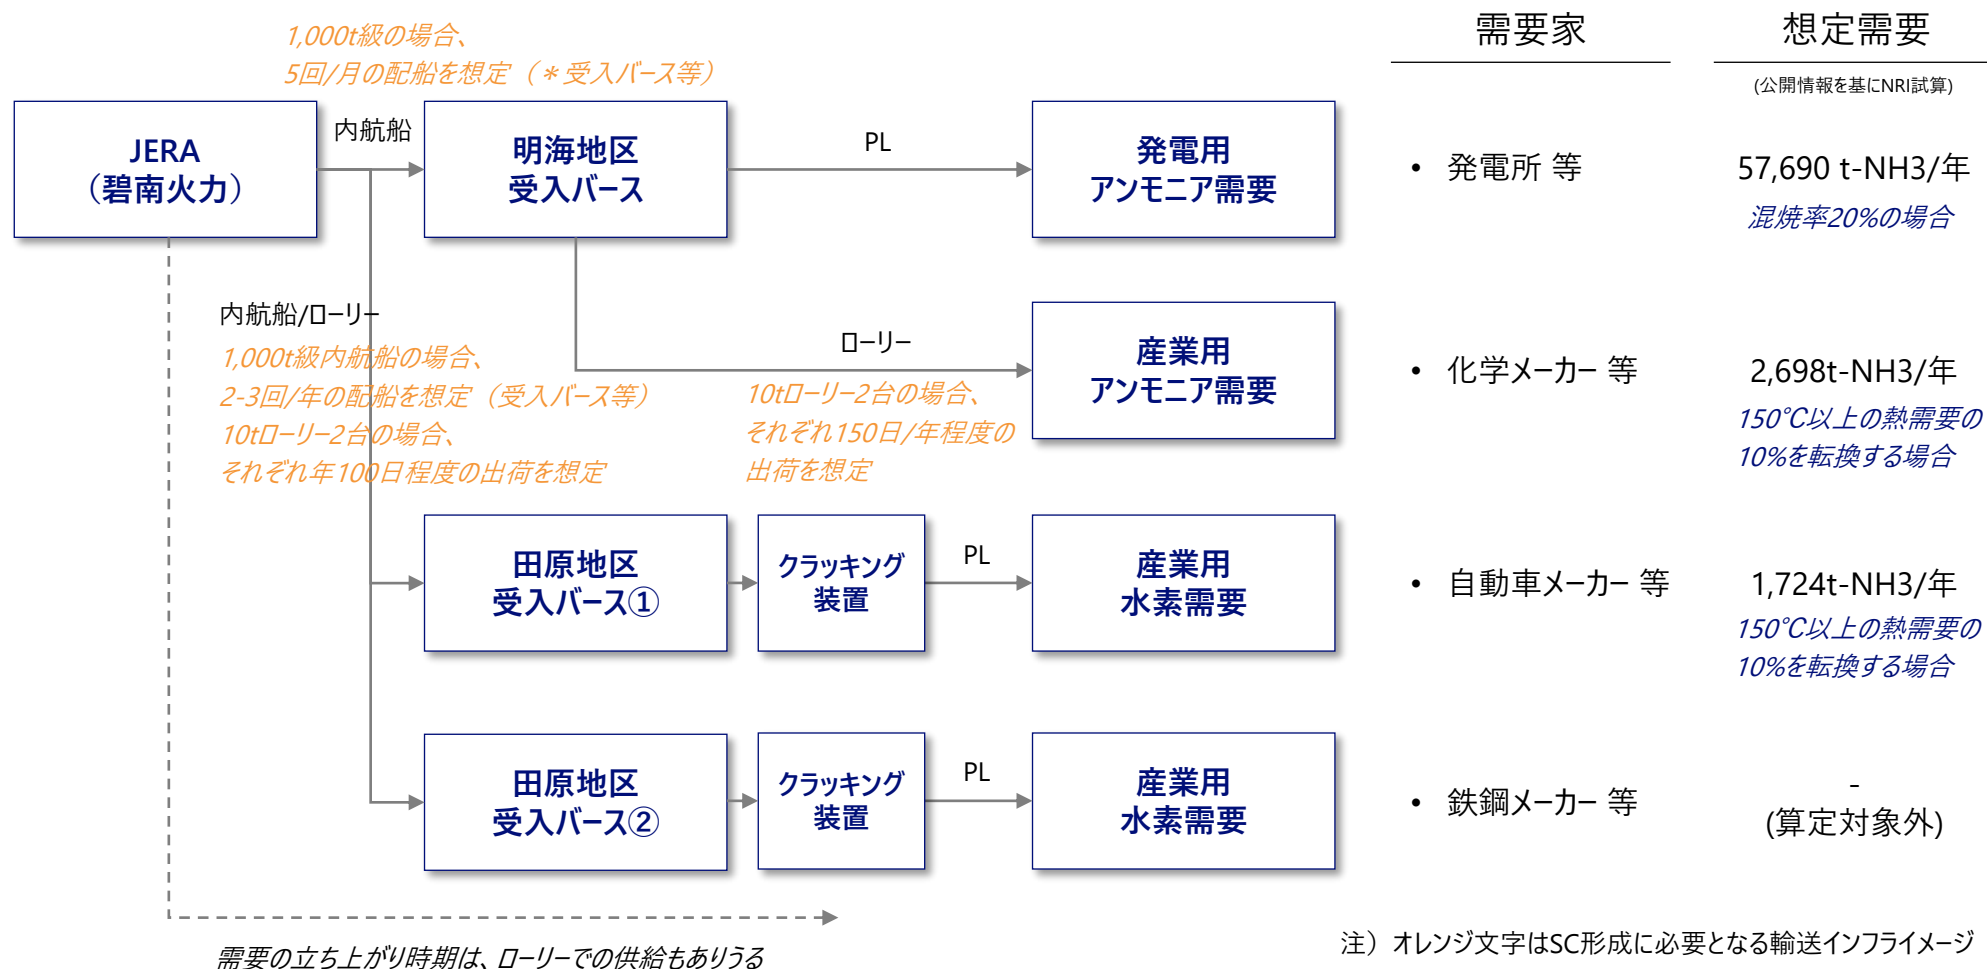 需要家
想定需要
(公開情報を基にNRI試算)
1,000t級の場合、
5回/月の配船を想定（＊受入バース等）
JERA
（碧南火力）
内航船
明海地区
受入バース
PL
発電用
アンモニア需要
• 発電所 等
57,690 t-NH3/年
混焼率20%の場合
内航船/ローリー
1,000t級内航船の場合、
2-3回/年の配船を想定（受入バース等）
10tローリー2台の場合、
それぞれ年100日程度の出荷を想定
ローリー
10tローリー2台の場合、
それぞれ150日/年程度の
出荷を想定
産業用
アンモニア需要
• 化学メーカー 等
2,698t-NH3/年
150℃以上の熱需要の
10%を転換する場合
田原地区
受入バース①
クラッキング
装置
PL
産業用
水素需要
• 自動車メーカー 等
1,724t-NH3/年
150℃以上の熱需要の
10%を転換する場合
田原地区
受入バース②
クラッキング
装置
PL
産業用
水素需要
• 鉄鋼メーカー 等
-
(算定対象外)
需要の立ち上がり時期は、ローリーでの供給もありうる
注）オレンジ文字はSC形成に必要となる輸送インフライメージ